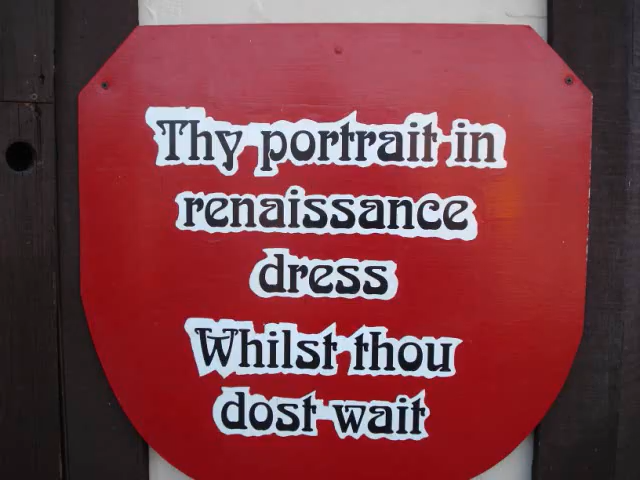 Thy portrait in
renaissance
dress
Whilst thou
dost wait